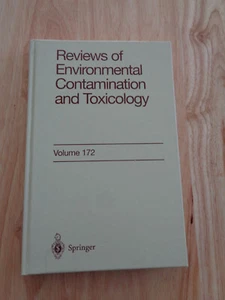 Reviews of
Environmental
Contamination
and Toxicology
Volume 172
Springer